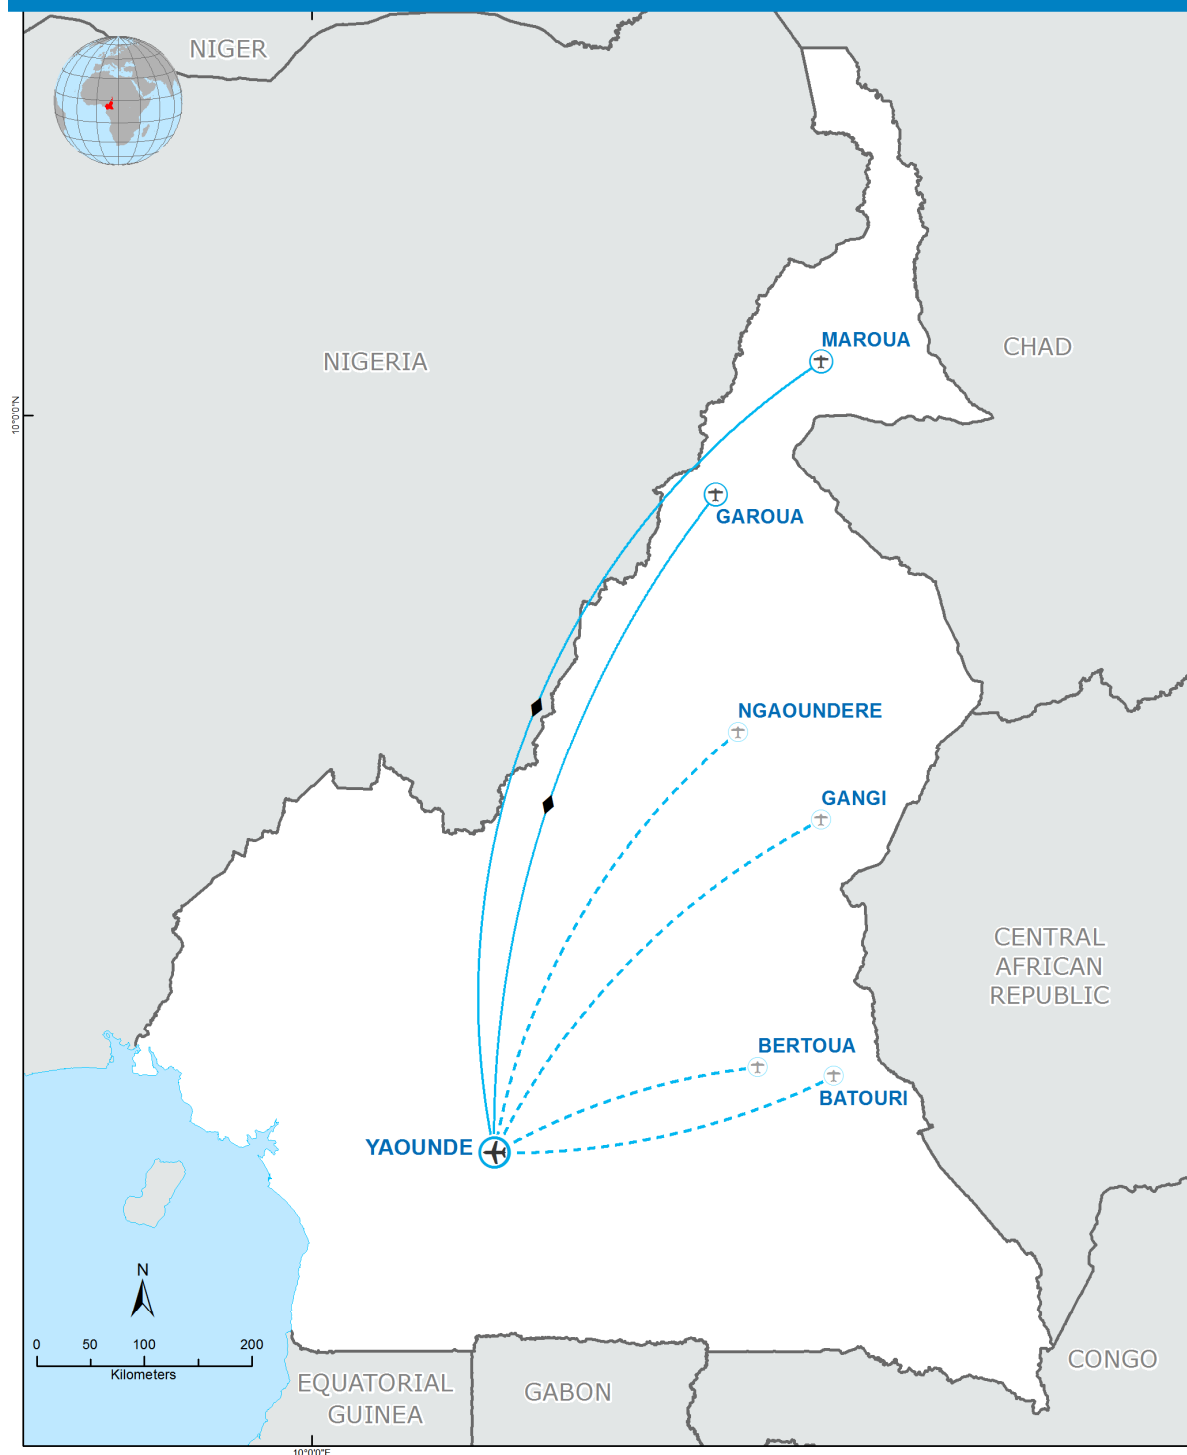 NIGER
MAROUA
CHAD
NIGERIA
10°0'0"N
GAROUA
NGAOUNDERE
GANGI
CENTRAL
AFRICAN
REPUBLIC
BERTOUA
BATOURI
YAOUNDE
N
0 50 100 200
Kilometers
CONGO
EQUATORIAL
GUINEA
GABON
10°0'0"E